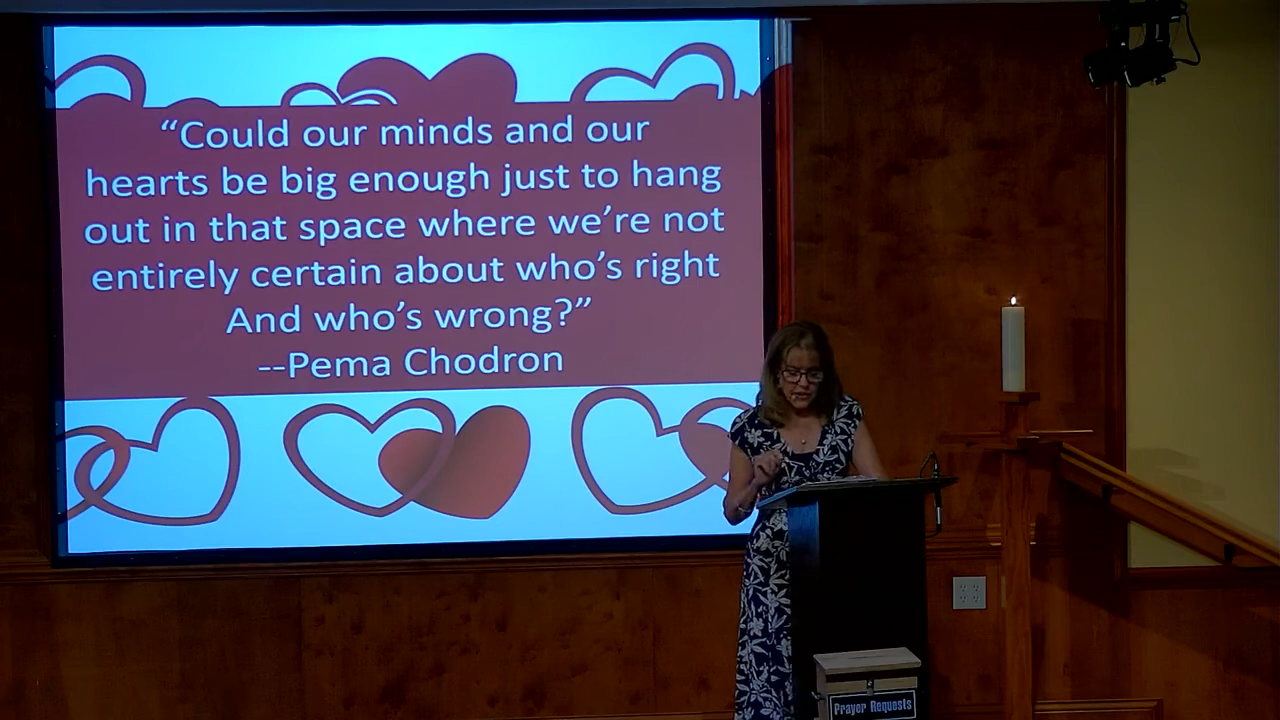 “Could our minds and our
hearts be big enough just to hang
out in that space where we’re not
entirely certain about who’s right
And who’s wrong?”
--Pema Chodron
Prayer Requests